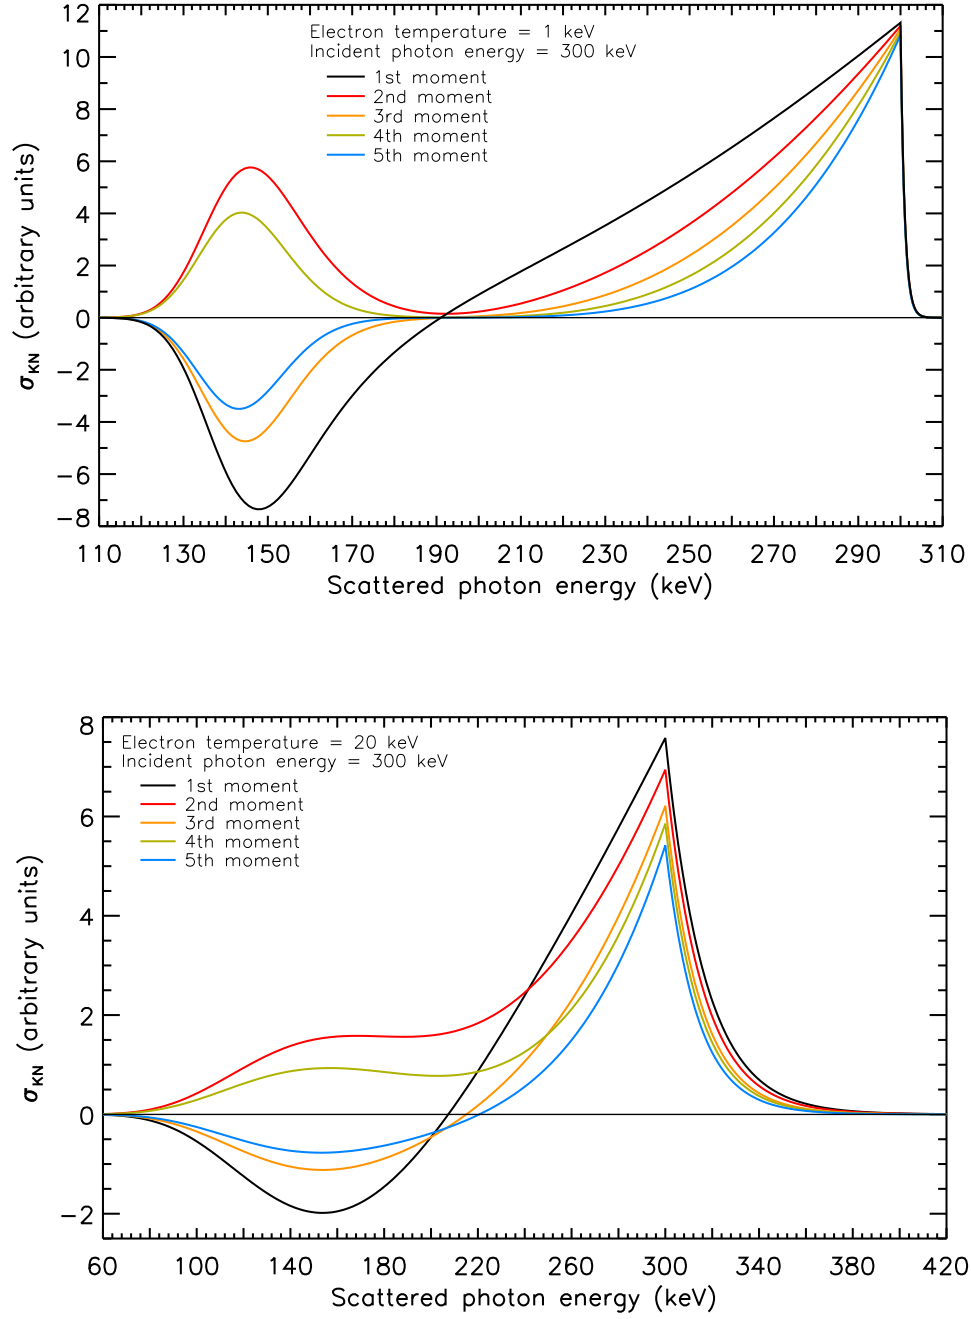 12
10
8
6
4
2
0
−2
−4
−6
−8
σKN (arbitrary units)
Electron temperature = 1 keV
Incident photon energy = 300 keV
1st moment
2nd moment
3rd moment
4th moment
5th moment
110 130 150 170 190 210 230 250 270 290 310
Scattered photon energy (keV)
8
6
4
2
0
−2
σKN (arbitrary units)
Electron temperature = 20 keV
Incident photon energy = 300 keV
1st moment
2nd moment
3rd moment
4th moment
5th moment
60 100 140 180 220 260 300 340 380 420
Scattered photon energy (keV)